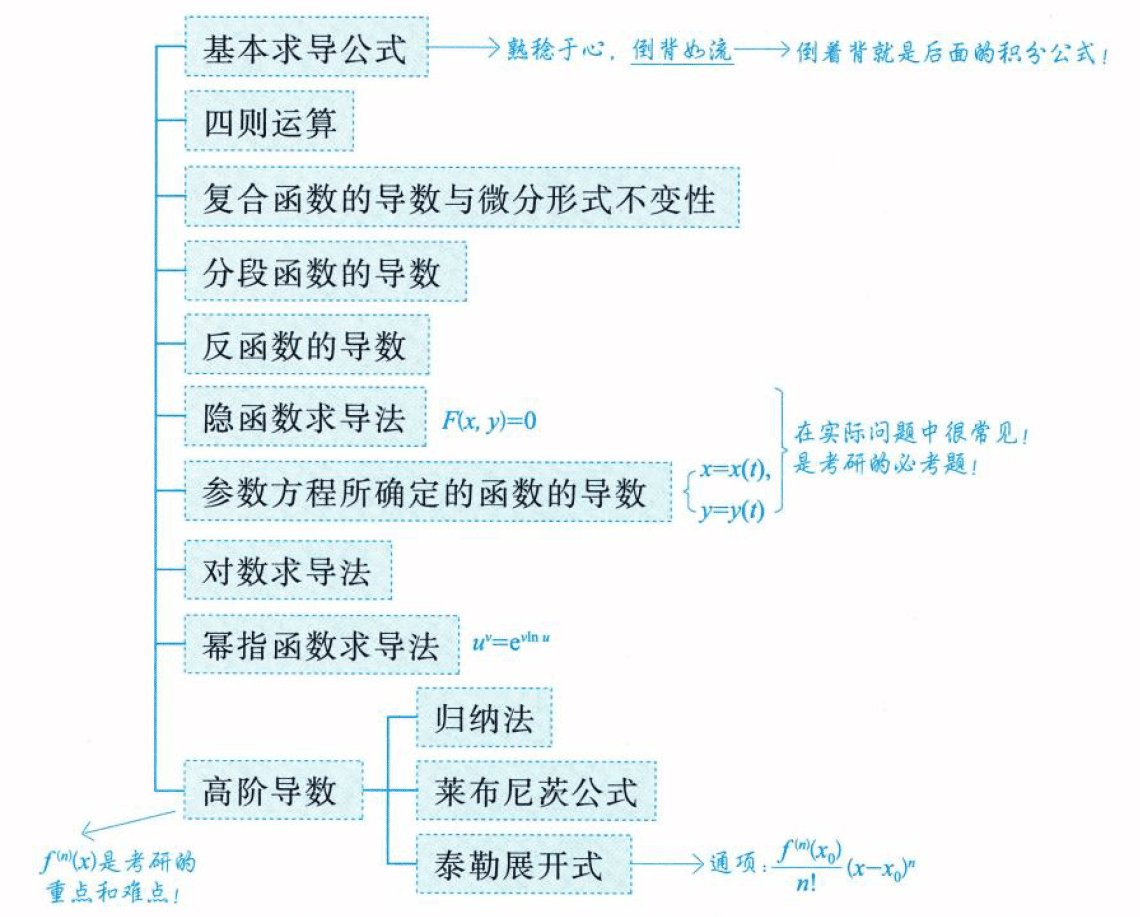 基本求导公式 熟稔于心，倒背如流 倒着背就是后面的积分公式！
四则运算
复合函数的导数与微分形式不变性
分段函数的导数
反函数的导数
隐函数求导法 F(x, y)=0
在实际问题中很常见！
是考研的必考题！
参数方程所确定的函数的导数 { x=x(t),
y=y(t)
对数求导法
幂指函数求导法 uᵛ=e^{vln u}
归纳法
高阶导数 莱布尼茨公式
泰勒展开式 通项: \frac{f^{(n)}(x_0)}{n!}(x-x_0)^n
f^{(n)}(x)是考研的
重点和难点！